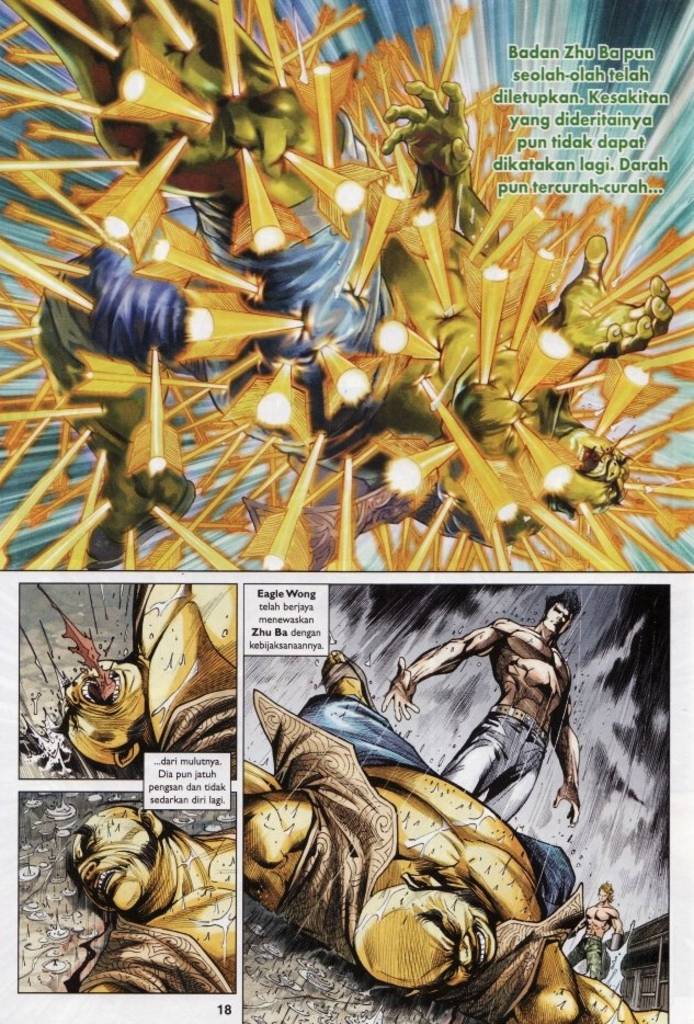 Badan Zhu Ba pun
seolah-olah telah
diletupkan. Kesakitan
yang dideritainya
pun tidak dapat
dikatakan lagi. Darah
pun tercurah-curah...
Eagle Wong
telah berjaya
menewaskan
Zhu Ba dengan
kebijaksanaannya.
...dari mulutnya.
Dia pun jatuh
pengsan dan tidak
sedarkan diri lagi.
18